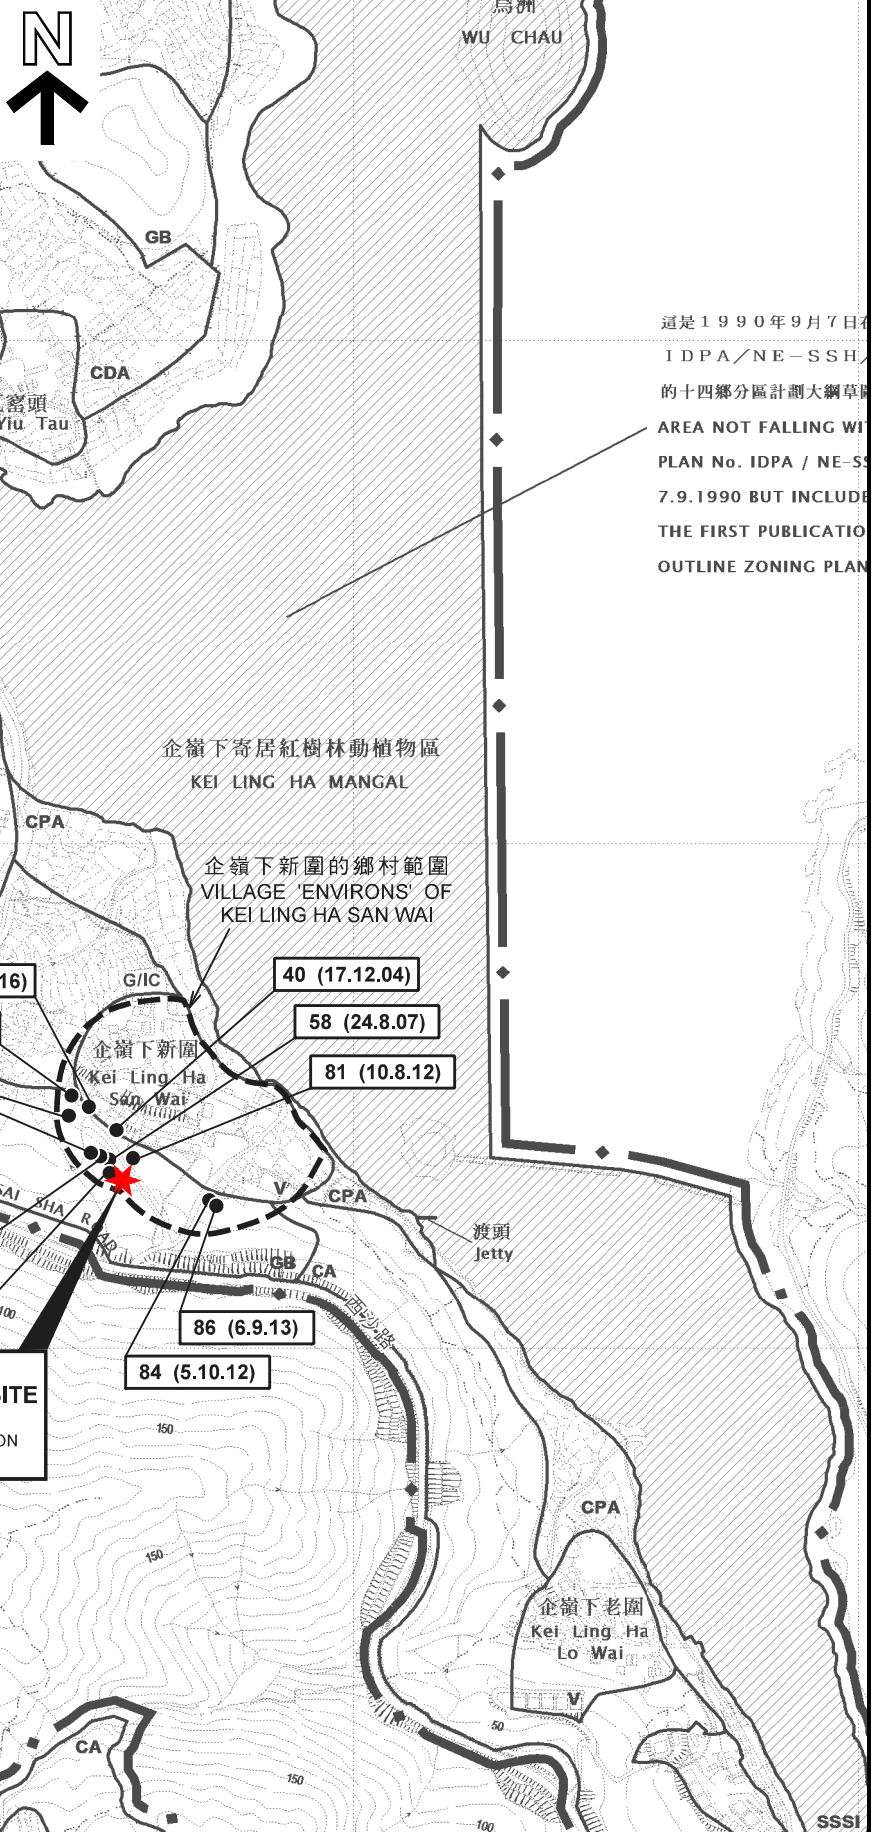 N
烏洲
WU CHAU
GB
CDA
窰頭
Yiu Tau
這是1990年9月7日在
IDPA/NE-SSH/
的十四鄉分區計劃大綱草圖
AREA NOT FALLING WIT
PLAN No. IDPA / NE-SS
7.9.1990 BUT INCLUDE
THE FIRST PUBLICATIO
OUTLINE ZONING PLAN
企嶺下寄居紅樹林動植物區
KEI LING HA MANGAL
CPA
企嶺下新圍的鄉村範圍
VILLAGE 'ENVIRONS' OF
KEI LING HA SAN WAI
16)
G/IC
40 (17.12.04)
58 (24.8.07)
81 (10.8.12)
企嶺下新圍
Kei Ling Ha
San Wai
V
CPA
SAI SHA ROAD
渡頭
Jetty
GB
CA
西沙路
100
86 (6.9.13)
84 (5.10.12)
SITE
ON
150
CPA
150
企嶺下老圍
Kei Ling Ha
Lo Wai
V
50
CA
150
100
SSSI